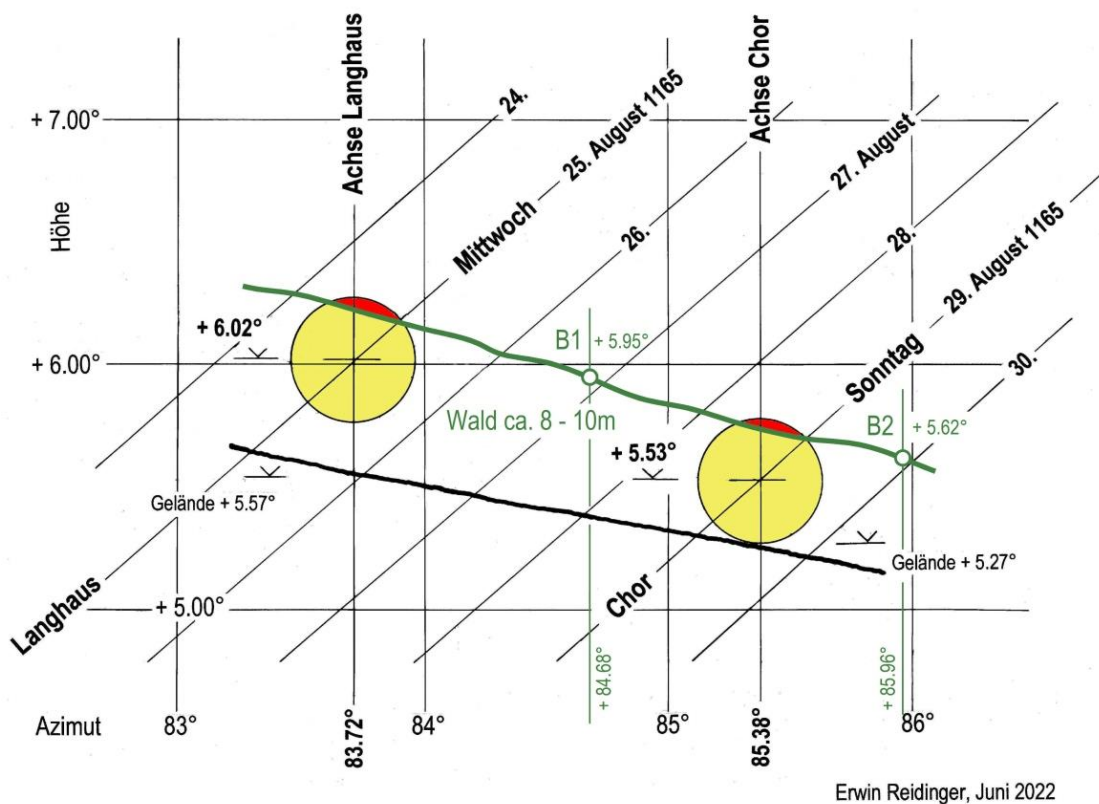 Achse Langhaus
Achse Chor
24.
Mittwoch 25. August 1165
26.
27. August
28.
Sonntag 29. August 1165
30.
+ 7.00°
Höhe
+ 6.02°
+ 6.00°
B1
+ 5.95°
Wald ca. 8 - 10m
B2
+ 5.62°
+ 5.53°
Gelände + 5.57°
Gelände + 5.27°
Langhaus
+ 5.00°
Chor
+ 84.68°
+ 85.96°
Azimut
83°
83.72°
84°
85°
85.38°
86°
Erwin Reidinger, Juni 2022